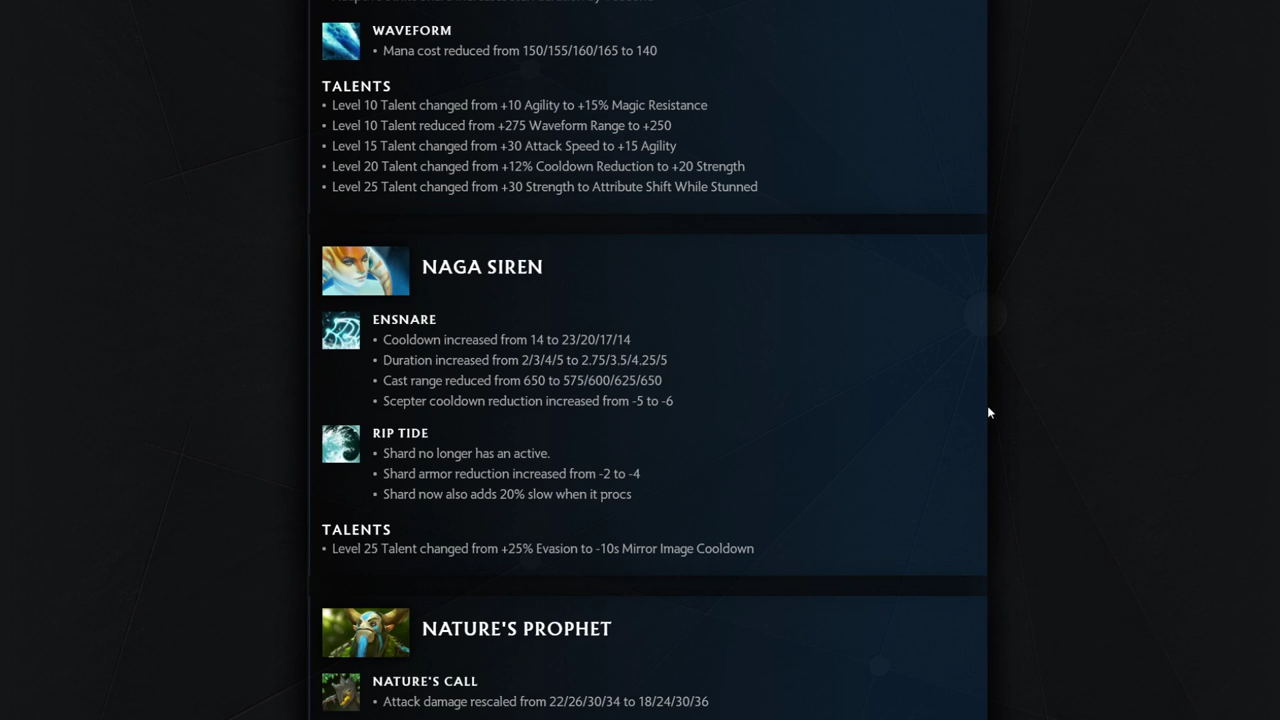 WAVEFORM
• Mana cost reduced from 150/155/160/165 to 140
TALENTS
• Level 10 Talent changed from +10 Agility to +15% Magic Resistance
• Level 10 Talent reduced from +275 Waveform Range to +250
• Level 15 Talent changed from +30 Attack Speed to +15 Agility
• Level 20 Talent changed from +12% Cooldown Reduction to +20 Strength
• Level 25 Talent changed from +30 Strength to Attribute Shift While Stunned
NAGA SIREN
ENSNARE
• Cooldown increased from 14 to 23/20/17/14
• Duration increased from 2/3/4/5 to 2.75/3.5/4.25/5
• Cast range reduced from 650 to 575/600/625/650
• Scepter cooldown reduction increased from -5 to -6
RIP TIDE
• Shard no longer has an active.
• Shard armor reduction increased from -2 to -4
• Shard now also adds 20% slow when it procs
TALENTS
• Level 25 Talent changed from +25% Evasion to -10s Mirror Image Cooldown
NATURE'S PROPHET
NATURE'S CALL
• Attack damage rescaled from 22/26/30/34 to 18/24/30/36